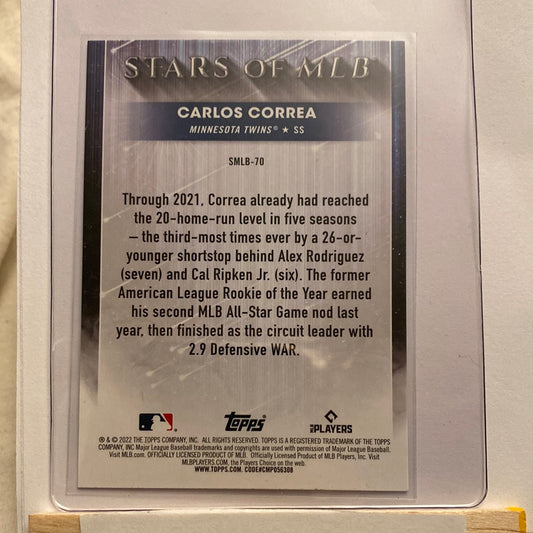 STARS OF MLB
CARLOS CORREA
MINNESOTA TWINS® ★ SS
SMLB-70
Through 2021, Correa already had reached
the 20-home-run level in five seasons
— the third-most times ever by a 26-or-
younger shortstop behind Alex Rodriguez
(seven) and Cal Ripken Jr. (six). The former
American League Rookie of the Year earned
his second MLB All-Star Game nod last
year, then finished as the circuit leader with
2.9 Defensive WAR.
Topps
MLB PLAYERS
® & © 2022 THE TOPPS COMPANY, INC. ALL RIGHTS RESERVED. TOPPS IS A REGISTERED TRADEMARK OF THE TOPPS
COMPANY, INC Major League Baseball trademarks and copyrights are used with permission of Major League Baseball.
Visit MLB.com. OFFICIALLY LICENSED PRODUCT OF MLB. Officially Licensed Product of MLB Players, Inc. Visit
MLBPLAYERS.COM, the Players Choice on the web.
WWW.TOPPS.COM. CODE#CMP056308